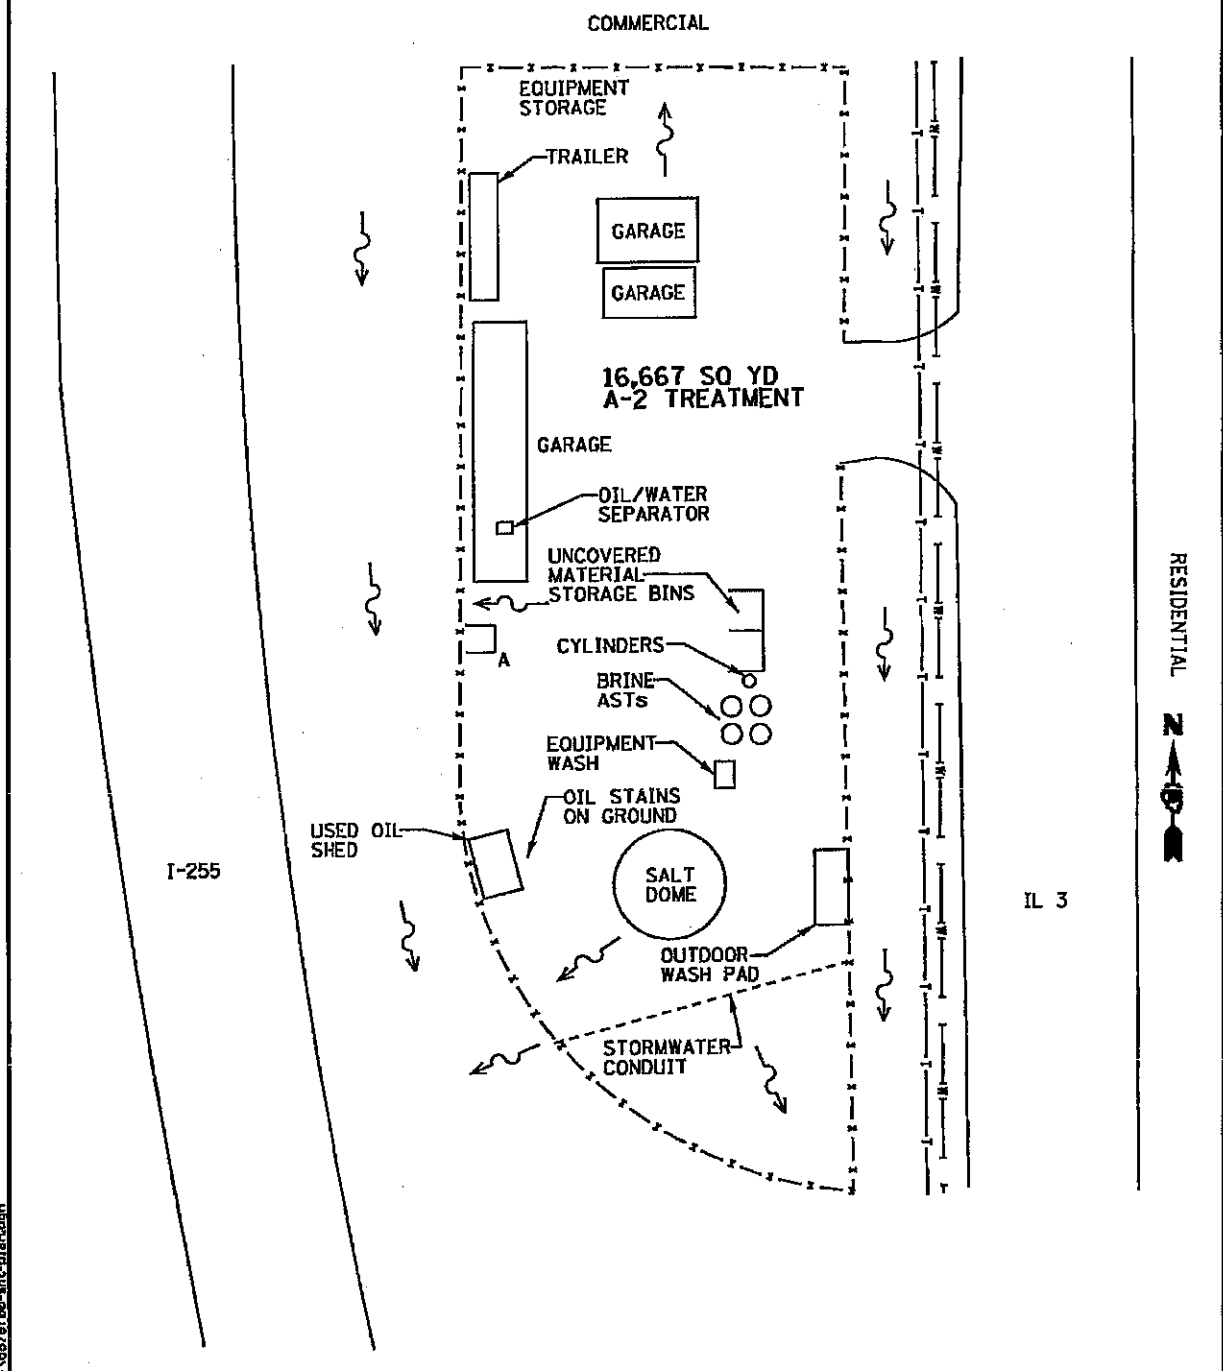 COMMERCIAL
EQUIPMENT
STORAGE
TRAILER
GARAGE
GARAGE
16,667 SQ YD
A-2 TREATMENT
GARAGE
OIL/WATER
SEPARATOR
UNCOVERED
MATERIAL
STORAGE BINS
A
CYLINDERS
BRINE
ASTs
EQUIPMENT
WASH
OIL STAINS
ON GROUND
USED OIL
SHED
I-255
SALT
DOME
OUTDOOR
WASH PAD
STORMWATER
CONDUIT
RESIDENTIAL
N
IL 3